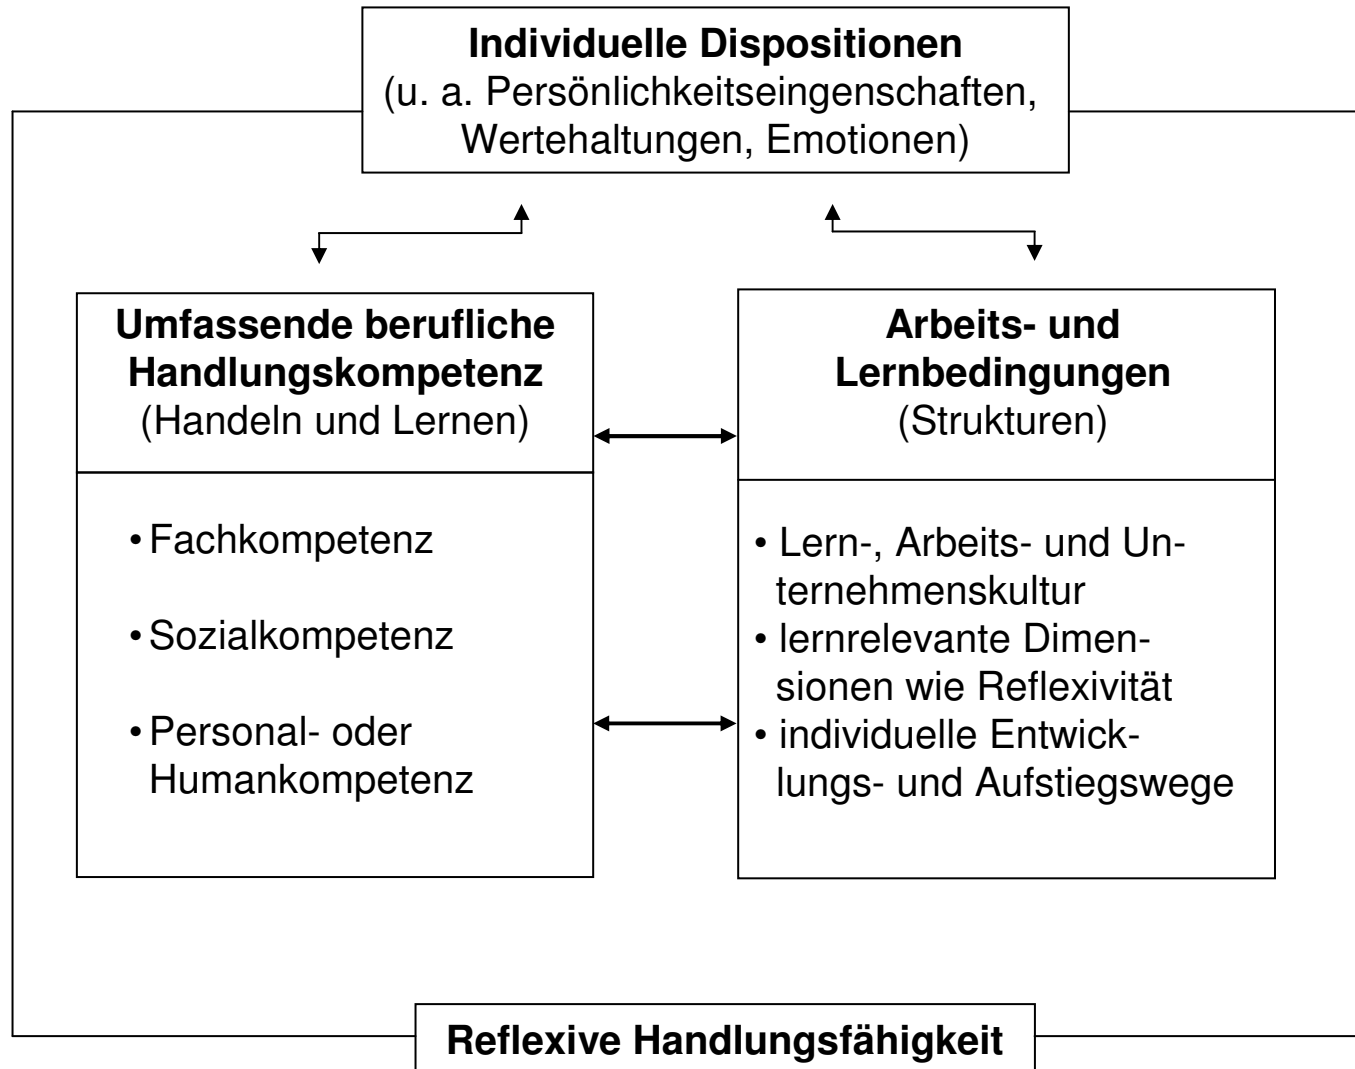 Individuelle Dispositionen
(u. a. Persönlichkeitseingenschaften,
Wertehaltungen, Emotionen)
Umfassende berufliche
Handlungskompetenz
(Handeln und Lernen)
• Fachkompetenz
• Sozialkompetenz
• Personal- oder
Humankompetenz
Arbeits- und
Lernbedingungen
(Strukturen)
• Lern-, Arbeits- und Un-
ternehmenskultur
• lernrelevante Dimen-
sionen wie Reflexivität
• individuelle Entwick-
lungs- und Aufstiegswege
Reflexive Handlungsfähigkeit